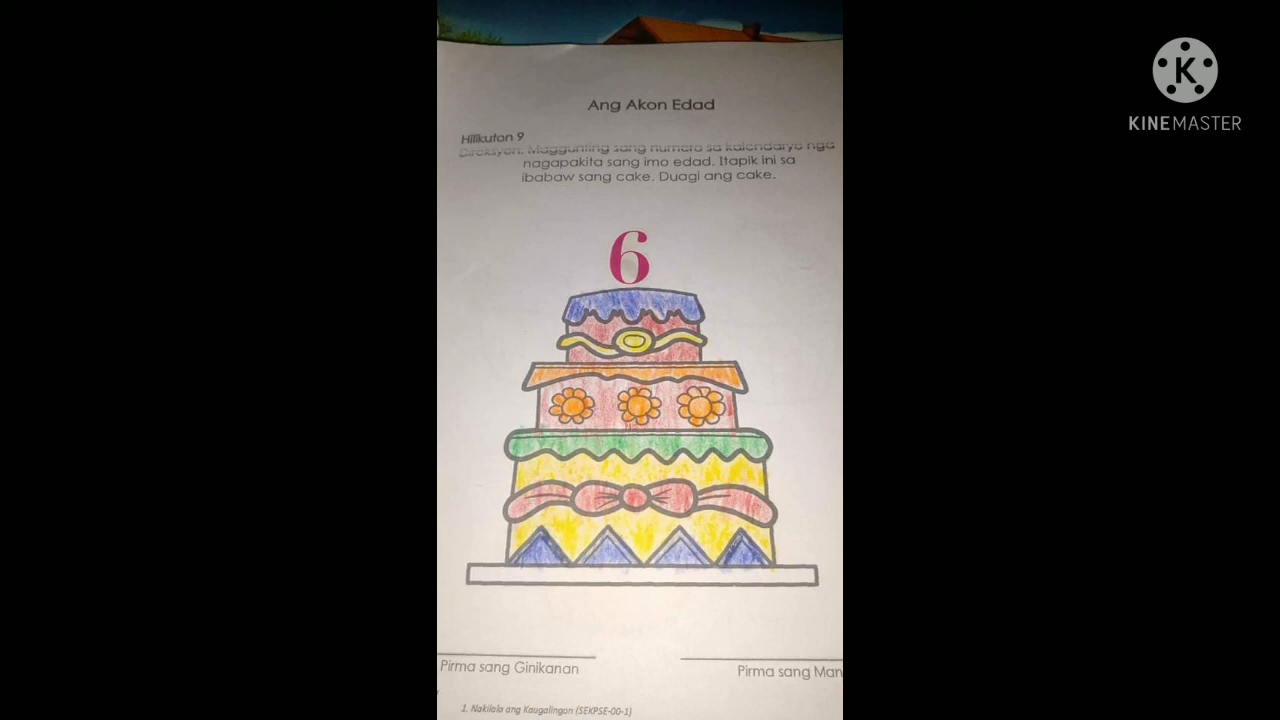 Ang Akon Edad
Hilikuton 9
Direksyon: Maggunting sang numero sa kalendaryo nga
nagapakita sang imo edad. Itapik ini sa
ibabaw sang cake. Duagi ang cake.
6
Pirma sang Ginikanan
Pirma sang Man
1. Nakilala ang Kaugalingon (SEKPSE-00-1)
K
KINEMASTER